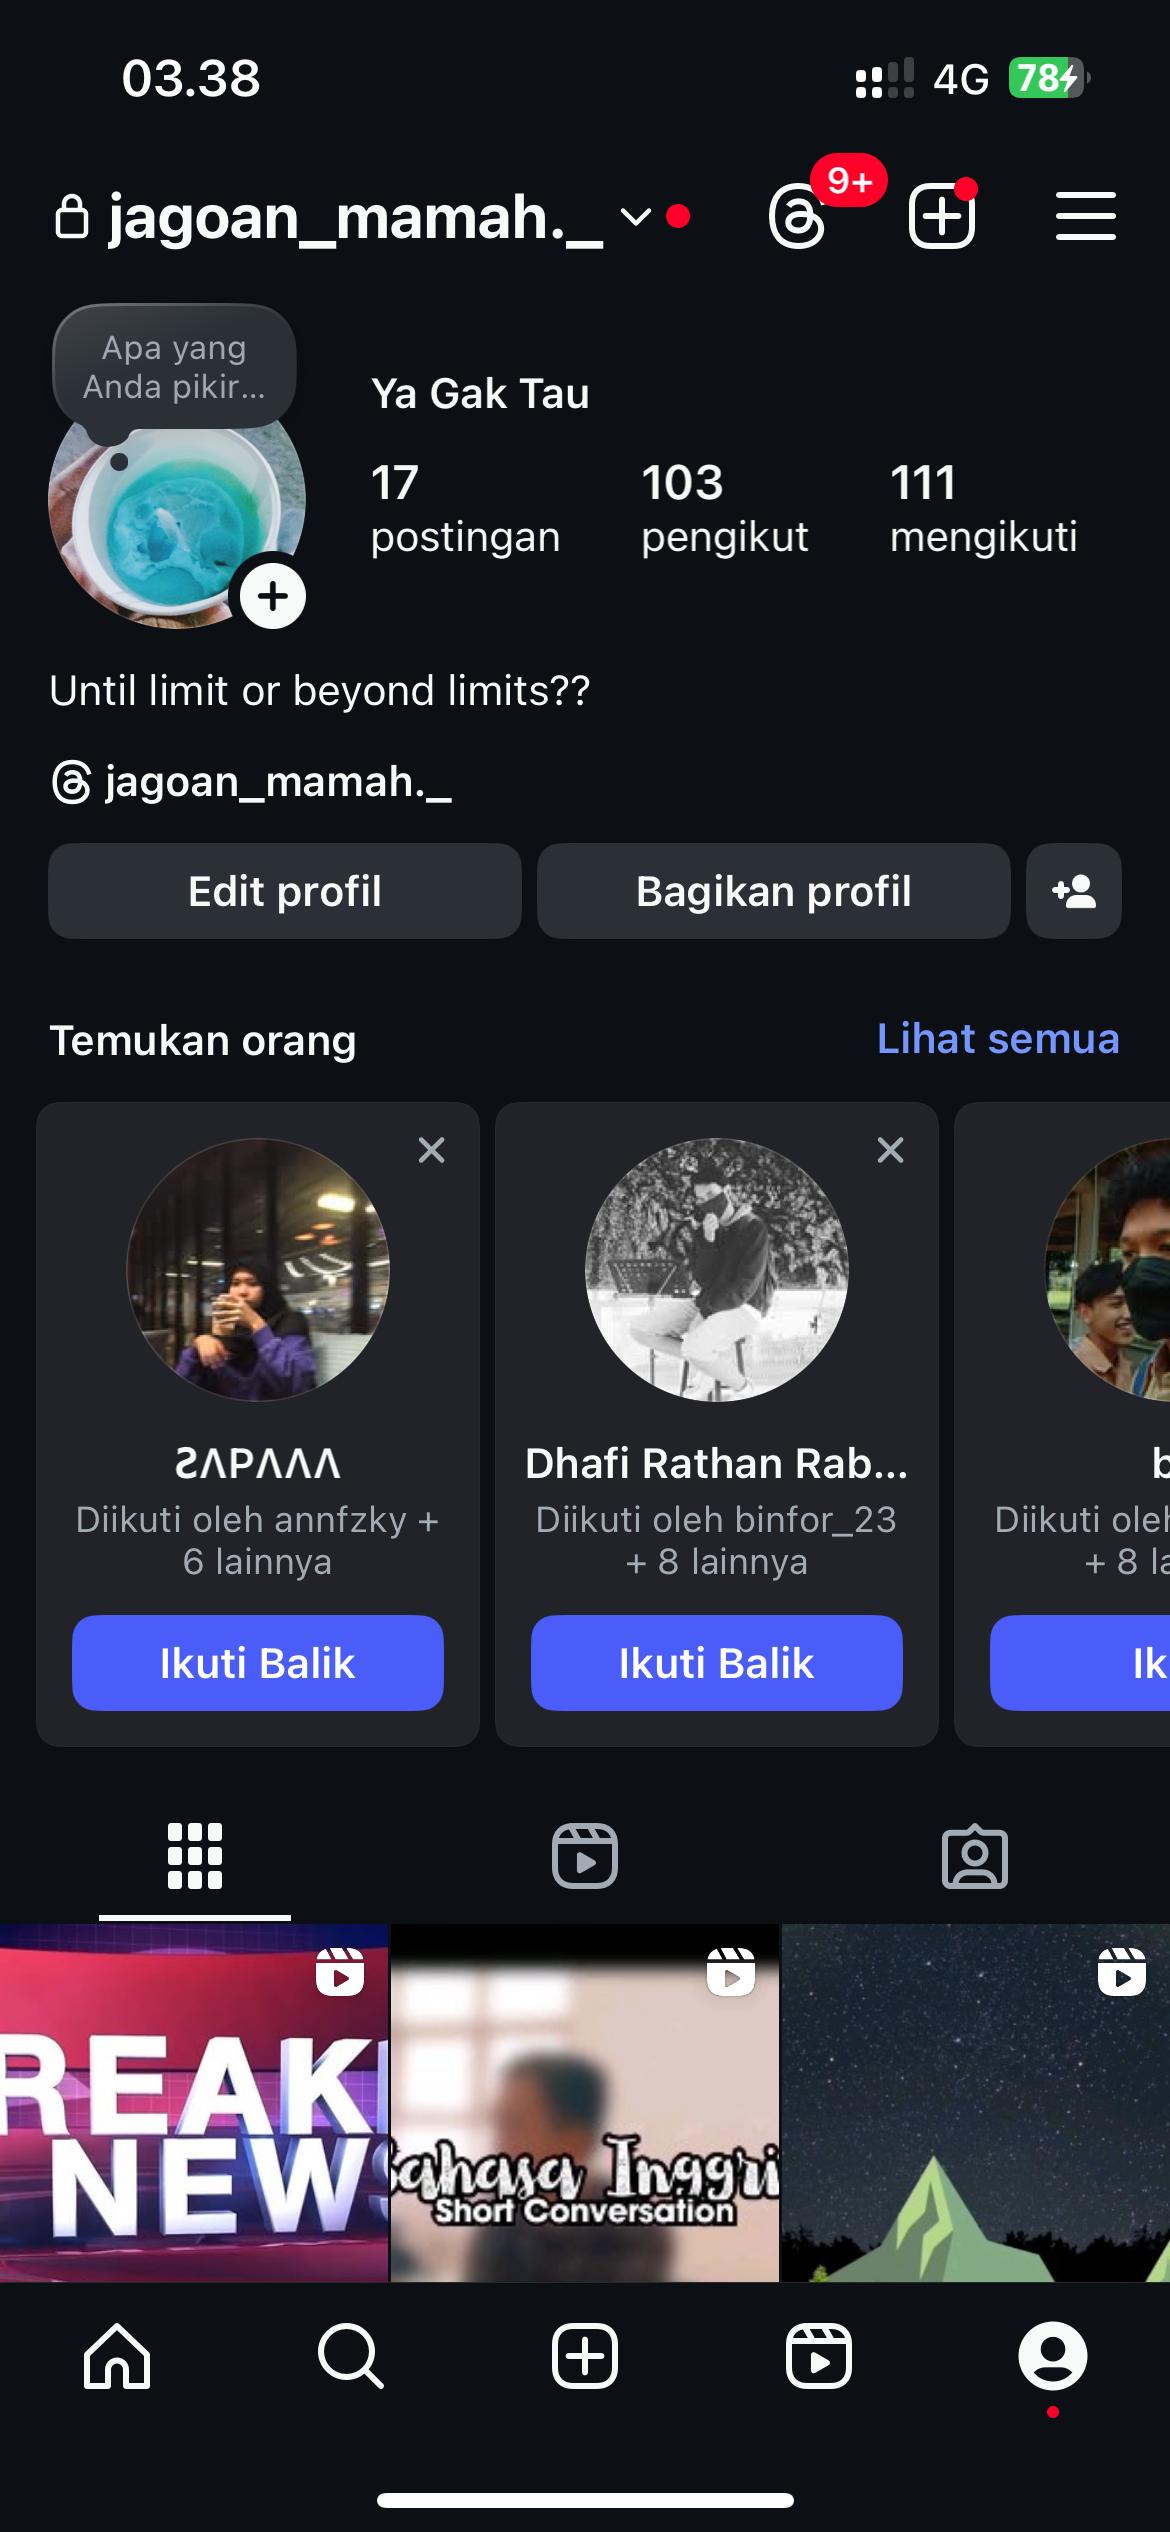 03.38
4G
78
jagoan_mamah._
9+
Apa yang
Anda pikir...
Ya Gak Tau
17
103
111
postingan
pengikut
mengikuti
Until limit or beyond limits??
jagoan_mamah._
Edit profil
Bagikan profil
Temukan orang
Lihat semua
ƧΛPΛΛΛ
Diikuti oleh annfzky +
6 lainnya
Ikuti Balik
Dhafi Rathan Rab...
Diikuti oleh binfor_23
+ 8 lainnya
Ikuti Balik
b
Diikuti oleh
+ 8 la
Ik
REAK
NEWS
Bahasa Inggri
Short Conversation